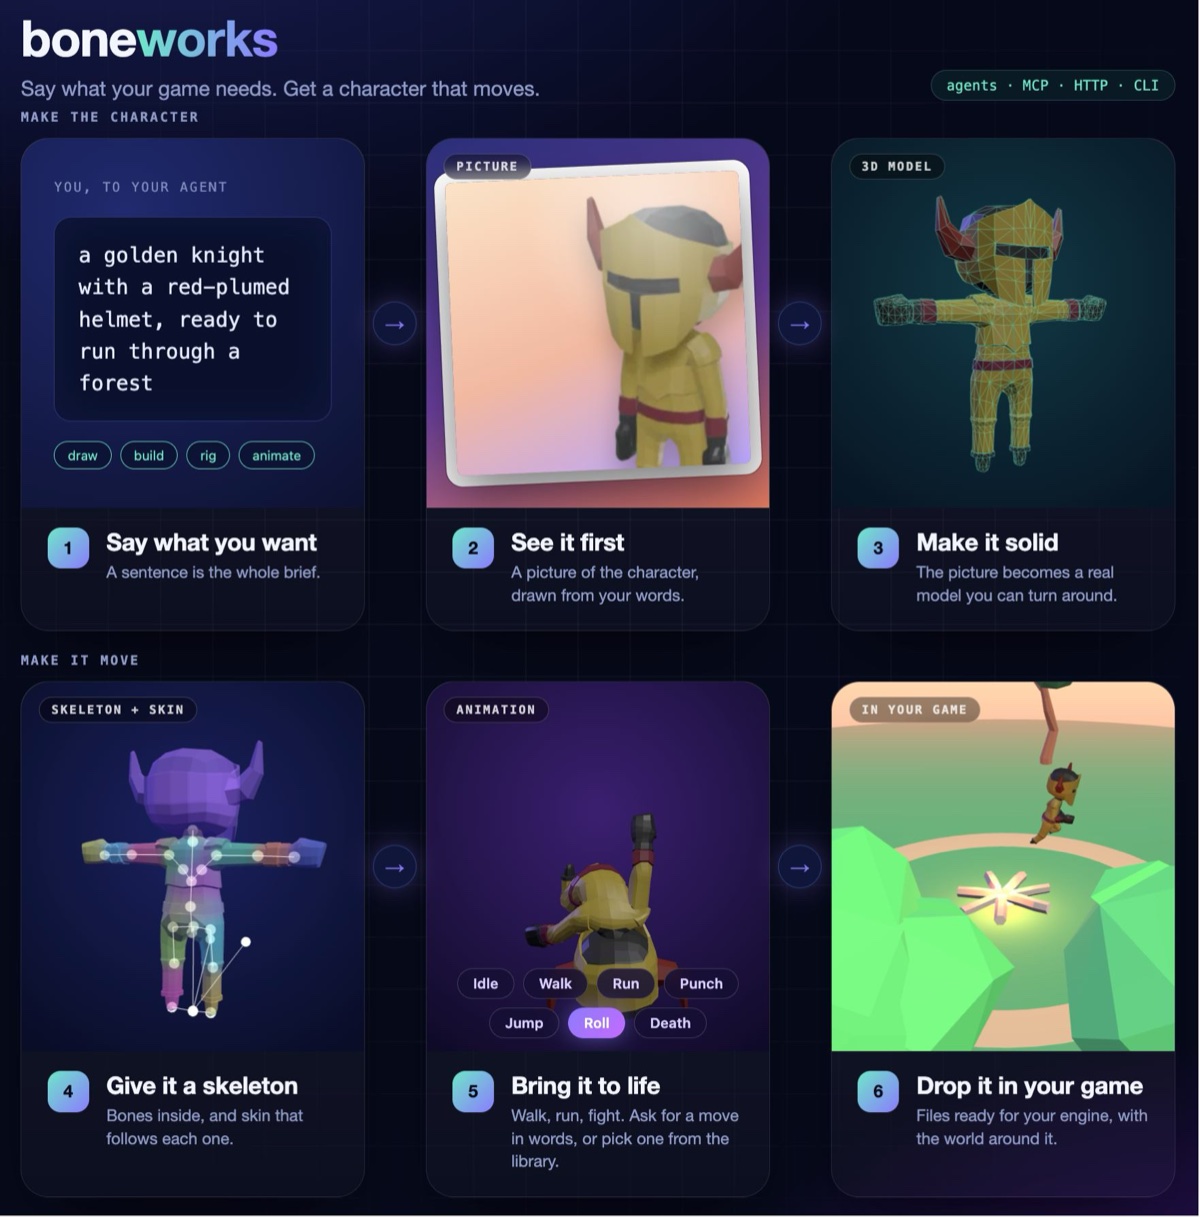 boneworks
Say what your game needs. Get a character that moves.
agents · MCP · HTTP · CLI
MAKE THE CHARACTER
YOU, TO YOUR AGENT
a golden knight
with a red-plumed
helmet, ready to
run through a
forest
draw
build
rig
animate
1
Say what you want
A sentence is the whole brief.
→
PICTURE
2
See it first
A picture of the character,
drawn from your words.
→
3D MODEL
3
Make it solid
The picture becomes a real
model you can turn around.
MAKE IT MOVE
SKELETON + SKIN
4
Give it a skeleton
Bones inside, and skin that
follows each one.
→
ANIMATION
Idle
Walk
Run
Punch
Jump
Roll
Death
5
Bring it to life
Walk, run, fight. Ask for a move
in words, or pick one from the
library.
→
IN YOUR GAME
6
Drop it in your game
Files ready for your engine, with
the world around it.